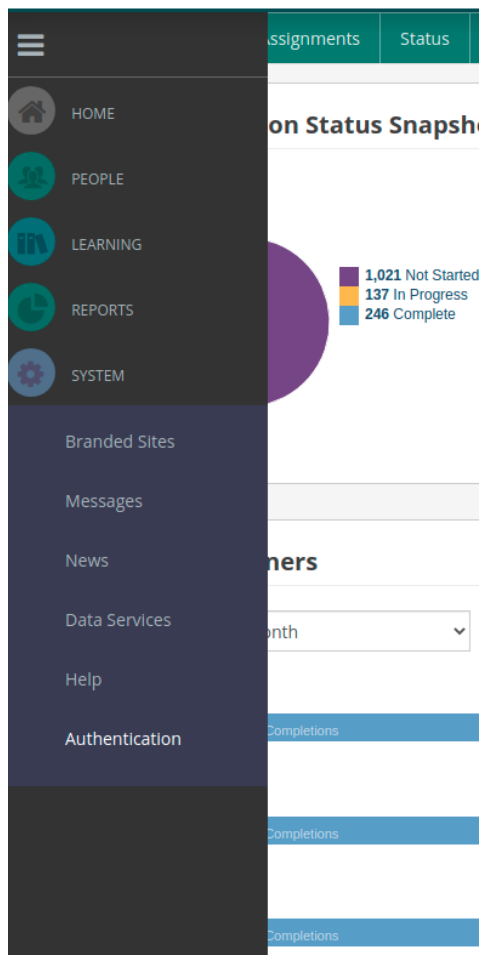 Assignments
Status
HOME
PEOPLE
LEARNING
REPORTS
SYSTEM
Branded Sites
Messages
News
Data Services
Help
Authentication
on Status Snapsh
1,021 Not Started
137 In Progress
246 Complete
ners
onth
Completions
Completions
Completions